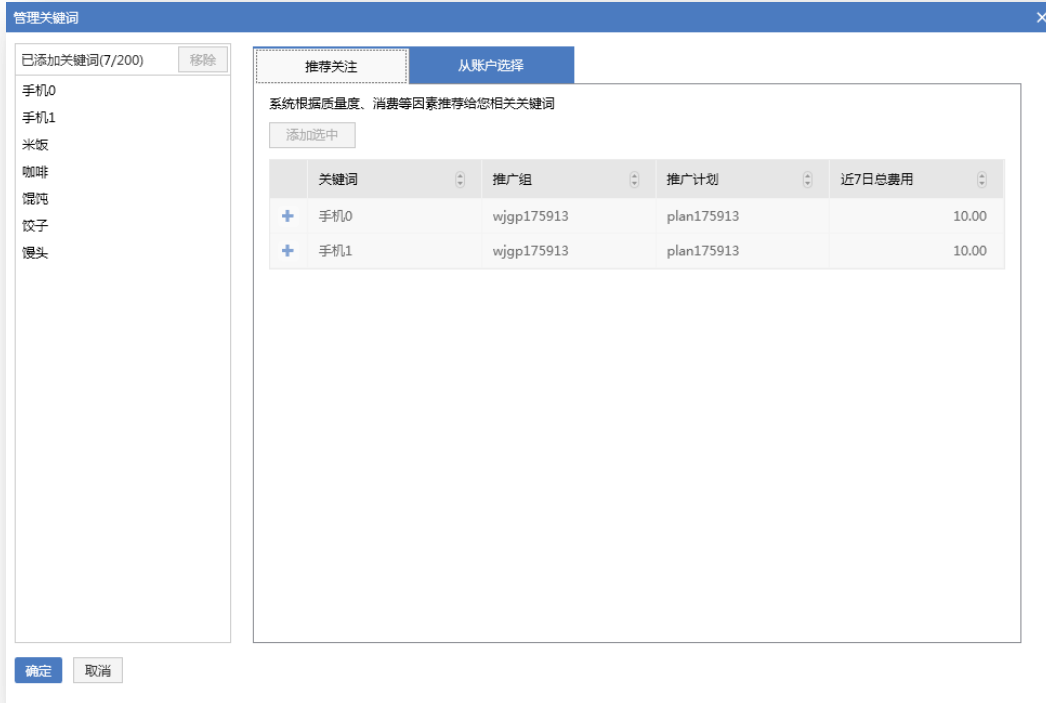 管理关键词
已添加关键词(7/200) 移除
手机0
手机1
米饭
咖啡
馄饨
饺子
馒头
推荐关注 从账户选择
系统根据质量度、消费等因素推荐给您相关关键词
添加选中
关键词 推广组 推广计划 近7日总费用
手机0 wjgp175913 plan175913 10.00
手机1 wjgp175913 plan175913 10.00
确定 取消